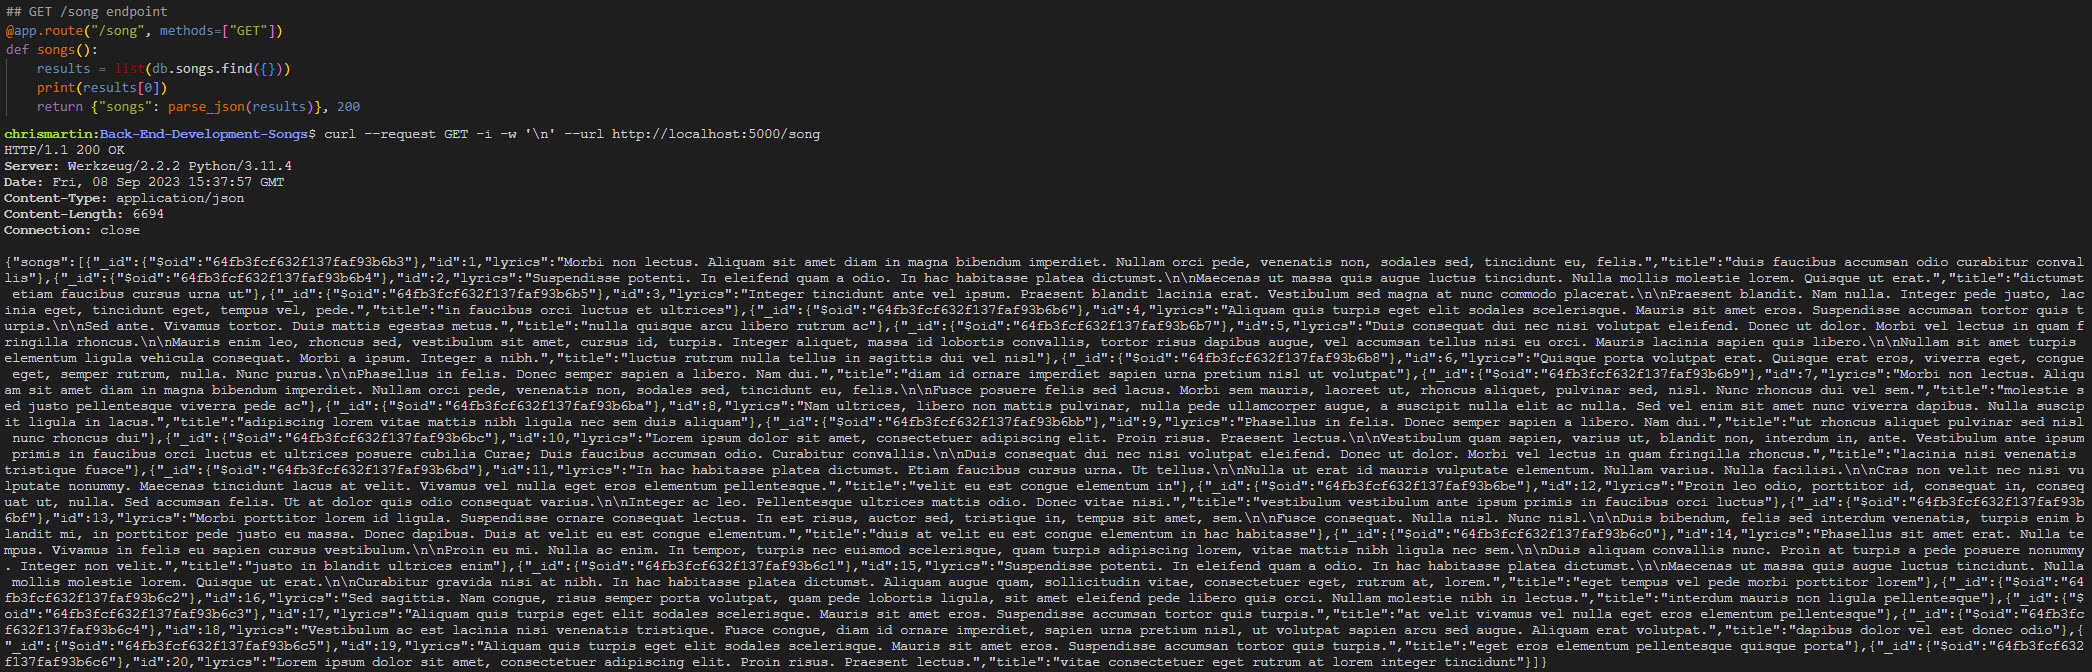 ## GET /song endpoint
@app.route("/song", methods=["GET"])
def songs():
    results = list(db.songs.find({}))
    print(results[0])
    return {"songs": parse_json(results)}, 200
chrismartin:Back-End-Development-Songs$ curl --request GET -i -w '\n' --url http://localhost:5000/song
HTTP/1.1 200 OK
Server: Werkzeug/2.2.2 Python/3.11.4
Date: Fri, 08 Sep 2023 15:37:57 GMT
Content-Type: application/json
Content-Length: 6694
Connection: close

{"songs":[{"_id":{"$oid":"64fb3fcf632f137faf93b6b3"},"id":1,"lyrics":"Morbi non lectus. Aliquam sit amet diam in magna bibendum imperdiet. Nullam orci pede, venenatis non, sodales sed, tincidunt eu, felis.","title":"duis faucibus accumsan odio curabitur conval
lis"},{"_id":{"$oid":"64fb3fcf632f137faf93b6b4"},"id":2,"lyrics":"Suspendisse potenti. In eleifend quam a odio. In hac habitasse platea dictumst.\n\nMaecenas ut massa quis augue luctus tincidunt. Nulla mollis molestie lorem. Quisque ut erat.","title":"dictumst
 etiam faucibus cursus urna ut"},{"_id":{"$oid":"64fb3fcf632f137faf93b6b5"},"id":3,"lyrics":"Integer tincidunt ante vel ipsum. Praesent blandit lacinia erat. Vestibulum sed magna at nunc commodo placerat.\n\nPraesent blandit. Nam nulla. Integer pede justo, lac
inia eget, tincidunt eget, tempus vel, pede.","title":"in faucibus orci luctus et ultrices"},{"_id":{"$oid":"64fb3fcf632f137faf93b6b6"},"id":4,"lyrics":"Aliquam quis turpis eget elit sodales scelerisque. Mauris sit amet eros. Suspendisse accumsan tortor quis t
urpis.\n\nSed ante. Vivamus tortor. Duis mattis egestas metus.","title":"nulla quisque arcu libero rutrum ac"},{"_id":{"$oid":"64fb3fcf632f137faf93b6b7"},"id":5,"lyrics":"Duis consequat dui nec nisi volutpat eleifend. Donec ut dolor. Morbi vel lectus in quam f
ringilla rhoncus.\n\nMauris enim leo, rhoncus sed, vestibulum sit amet, cursus id, turpis. Integer aliquet, massa id lobortis convallis, tortor risus dapibus augue, vel accumsan tellus nisi eu orci. Mauris lacinia sapien quis libero.\n\nNullam sit amet turpis 
elementum ligula vehicula consequat. Morbi a ipsum. Integer a nibh.","title":"luctus rutrum nulla tellus in sagittis dui vel nisl"},{"_id":{"$oid":"64fb3fcf632f137faf93b6b8"},"id":6,"lyrics":"Quisque porta volutpat erat. Quisque erat eros, viverra eget, congue
 eget, semper rutrum, nulla. Nunc purus.\n\nPhasellus in felis. Donec semper sapien a libero. Nam dui.","title":"diam id ornare imperdiet sapien urna pretium nisl ut volutpat"},{"_id":{"$oid":"64fb3fcf632f137faf93b6b9"},"id":7,"lyrics":"Morbi non lectus. Aliqu
am sit amet diam in magna bibendum imperdiet. Nullam orci pede, venenatis non, sodales sed, tincidunt eu, felis.\n\nFusce posuere felis sed lacus. Morbi sem mauris, laoreet ut, rhoncus aliquet, pulvinar sed, nisl. Nunc rhoncus dui vel sem.","title":"molestie s
ed justo pellentesque viverra pede ac"},{"_id":{"$oid":"64fb3fcf632f137faf93b6ba"},"id":8,"lyrics":"Nam ultrices, libero non mattis pulvinar, nulla pede ullamcorper augue, a suscipit nulla elit ac nulla. Sed vel enim sit amet nunc viverra dapibus. Nulla suscip
it ligula in lacus.","title":"adipiscing lorem vitae mattis nibh ligula nec sem duis aliquam"},{"_id":{"$oid":"64fb3fcf632f137faf93b6bb"},"id":9,"lyrics":"Phasellus in felis. Donec semper sapien a libero. Nam dui.","title":"ut rhoncus aliquet pulvinar sed nisl
 nunc rhoncus dui"},{"_id":{"$oid":"64fb3fcf632f137faf93b6bc"},"id":10,"lyrics":"Lorem ipsum dolor sit amet, consectetuer adipiscing elit. Proin risus. Praesent lectus.\n\nVestibulum quam sapien, varius ut, blandit non, interdum in, ante. Vestibulum ante ipsum
 primis in faucibus orci luctus et ultrices posuere cubilia Curae; Duis faucibus accumsan odio. Curabitur convallis.\n\nDuis consequat dui nec nisi volutpat eleifend. Donec ut dolor. Morbi vel lectus in quam fringilla rhoncus.","title":"lacinia nisi venenatis 
tristique fusce"},{"_id":{"$oid":"64fb3fcf632f137faf93b6bd"},"id":11,"lyrics":"In hac habitasse platea dictumst. Etiam faucibus cursus urna. Ut tellus.\n\nNulla ut erat id mauris vulputate elementum. Nullam varius. Nulla facilisi.\n\nCras non velit nec nisi vu
lputate nonummy. Maecenas tincidunt lacus at velit. Vivamus vel nulla eget eros elementum pellentesque.","title":"velit eu est congue elementum in"},{"_id":{"$oid":"64fb3fcf632f137faf93b6be"},"id":12,"lyrics":"Proin leo odio, porttitor id, consequat in, conseq
uat ut, nulla. Sed accumsan felis. Ut at dolor quis odio consequat varius.\n\nInteger ac leo. Pellentesque ultrices mattis odio. Donec vitae nisi.","title":"vestibulum vestibulum ante ipsum primis in faucibus orci luctus"},{"_id":{"$oid":"64fb3fcf632f137faf93b
6bf"},"id":13,"lyrics":"Morbi porttitor lorem id ligula. Suspendisse ornare consequat lectus. In est risus, auctor sed, tristique in, tempus sit amet, sem.\n\nFusce consequat. Nulla nisl. Nunc nisl.\n\nDuis bibendum, felis sed interdum venenatis, turpis enim b
landit mi, in porttitor pede justo eu massa. Donec dapibus. Duis at velit eu est congue elementum.","title":"duis at velit eu est congue elementum in hac habitasse"},{"_id":{"$oid":"64fb3fcf632f137faf93b6c0"},"id":14,"lyrics":"Phasellus sit amet erat. Nulla te
mpus. Vivamus in felis eu sapien cursus vestibulum.\n\nProin eu mi. Nulla ac enim. In tempor, turpis nec euismod scelerisque, quam turpis adipiscing lorem, vitae mattis nibh ligula nec sem.\n\nDuis aliquam convallis nunc. Proin at turpis a pede posuere nonummy
. Integer non velit.","title":"justo in blandit ultrices enim"},{"_id":{"$oid":"64fb3fcf632f137faf93b6c1"},"id":15,"lyrics":"Suspendisse potenti. In eleifend quam a odio. In hac habitasse platea dictumst.\n\nMaecenas ut massa quis augue luctus tincidunt. Nulla
 mollis molestie lorem. Quisque ut erat.\n\nCurabitur gravida nisi at nibh. In hac habitasse platea dictumst. Aliquam augue quam, sollicitudin vitae, consectetuer eget, rutrum at, lorem.","title":"eget tempus vel pede morbi porttitor lorem"},{"_id":{"$oid":"64
fb3fcf632f137faf93b6c2"},"id":16,"lyrics":"Sed sagittis. Nam congue, risus semper porta volutpat, quam pede lobortis ligula, sit amet eleifend pede libero quis orci. Nullam molestie nibh in lectus.","title":"interdum mauris non ligula pellentesque"},{"_id":{"$
oid":"64fb3fcf632f137faf93b6c3"},"id":17,"lyrics":"Aliquam quis turpis eget elit sodales scelerisque. Mauris sit amet eros. Suspendisse accumsan tortor quis turpis.","title":"at velit vivamus vel nulla eget eros elementum pellentesque"},{"_id":{"$oid":"64fb3fc
f632f137faf93b6c4"},"id":18,"lyrics":"Vestibulum ac est lacinia nisi venenatis tristique. Fusce congue, diam id ornare imperdiet, sapien urna pretium nisl, ut volutpat sapien arcu sed augue. Aliquam erat volutpat.","title":"dapibus dolor vel est donec odio"},{
"_id":{"$oid":"64fb3fcf632f137faf93b6c5"},"id":19,"lyrics":"Aliquam quis turpis eget elit sodales scelerisque. Mauris sit amet eros. Suspendisse accumsan tortor quis turpis.","title":"eget eros elementum pellentesque quisque porta"},{"_id":{"$oid":"64fb3fcf632
f137faf93b6c6"},"id":20,"lyrics":"Lorem ipsum dolor sit amet, consectetuer adipiscing elit. Proin risus. Praesent lectus.","title":"vitae consectetuer eget rutrum at lorem integer tincidunt"}]}